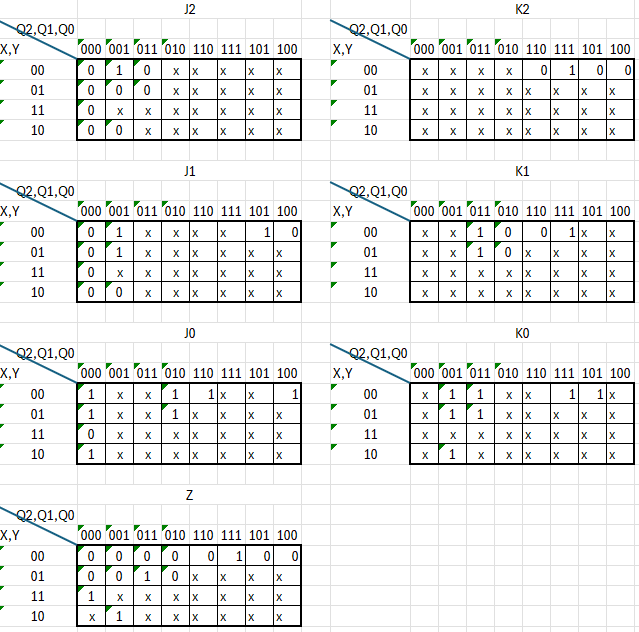 J2 K2
Q2,Q1,Q0 Q2,Q1,Q0
X,Y 000 001 011 010 110 111 101 100 X,Y 000 001 011 010 110 111 101 100
00 0 1 0 x x x x x 00 x x x x 0 1 0 0
01 0 0 0 x x x x x 01 x x x x x x x x
11 0 x x x x x x x 11 x x x x x x x x
10 0 0 x x x x x x 10 x x x x x x x x
J1 K1
Q2,Q1,Q0 Q2,Q1,Q0
X,Y 000 001 011 010 110 111 101 100 X,Y 000 001 011 010 110 111 101 100
00 0 1 x x x x 1 0 00 x x 1 0 0 1 x x
01 0 1 x x x x x x 01 x x 1 0 x x x x
11 0 x x x x x x x 11 x x x x x x x x
10 0 0 x x x x x x 10 x x x x x x x x
J0 K0
Q2,Q1,Q0 Q2,Q1,Q0
X,Y 000 001 011 010 110 111 101 100 X,Y 000 001 011 010 110 111 101 100
00 1 x x 1 1 x x 1 00 x 1 1 x x 1 1 x
01 1 x x 1 x x x x 01 x 1 1 x x x x x
11 0 x x x x x x x 11 x x x x x x x x
10 1 x x x x x x x 10 x 1 x x x x x x
Z
Q2,Q1,Q0
X,Y 000 001 011 010 110 111 101 100
00 0 0 0 0 0 1 0 0
01 0 0 1 0 x x x x
11 1 x x x x x x x
10 x 1 x x x x x x